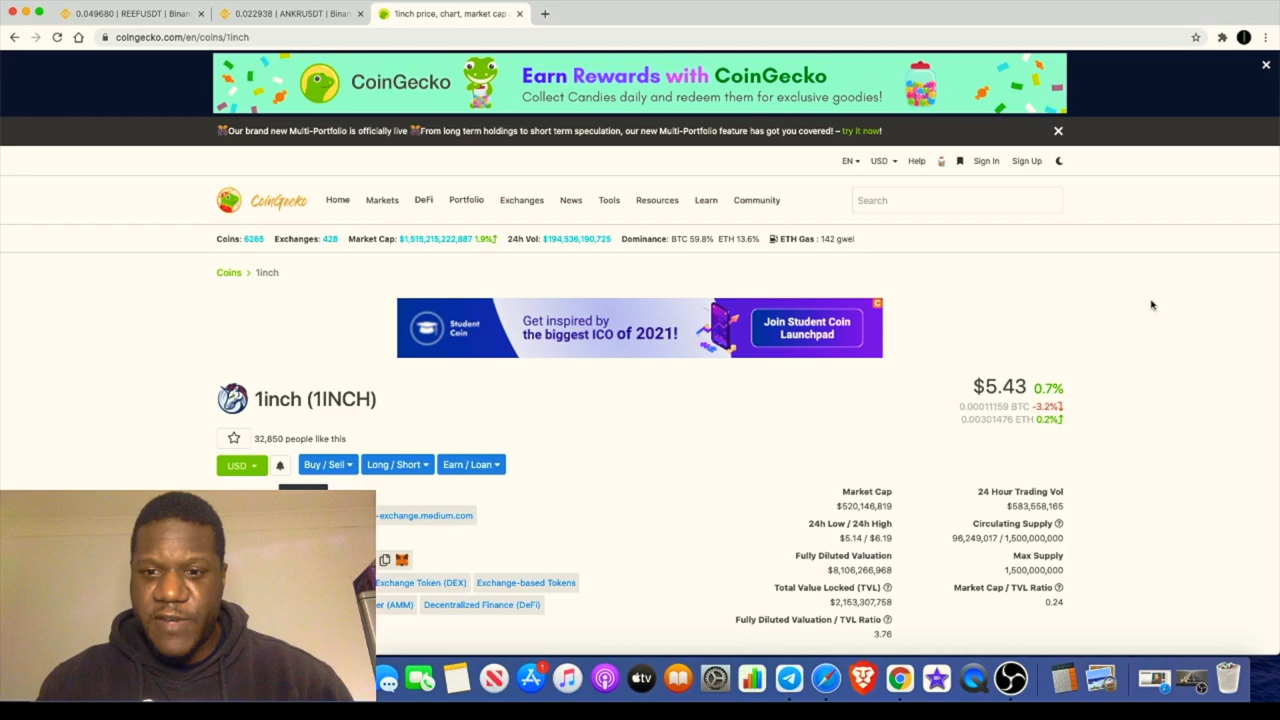 0.049680 | REEFUSDT | Binan
0.022938 | ANKRUSDT | Binan
1inch price, chart, market cap
coingecko.com/en/coins/1inch
CoinGecko
Earn Rewards with CoinGecko
Collect Candies daily and redeem them for exclusive goodies!
Our brand new Multi-Portfolio is officially live From long term holdings to short term speculation, our new Multi-Portfolio feature has got you covered! – try it now!
EN USD Help Sign In Sign Up
CoinGecko Home Markets DeFi Portfolio Exchanges News Tools Resources Learn Community Search
Coins: 6265 Exchanges: 428 Market Cap: $1,515,215,222,887 1.9% 24h Vol: $194,536,190,725 Dominance: BTC 59.8% ETH 13.6% ETH Gas : 142 gwei
Coins > 1inch
Student
Coin
Get inspired by
the biggest ICO of 2021!
Join Student Coin
Launchpad
1inch (1INCH)
$5.43 0.7%
0.00011159 BTC -3.2%
0.00301476 ETH 0.2%
32,850 people like this
USD Buy / Sell Long / Short Earn / Loan
-exchange.medium.com
Exchange Token (DEX) Exchange-based Tokens
er (AMM) Decentralized Finance (DeFi)
Market Cap
$520,146,819
24 Hour Trading Vol
$583,558,165
24h Low / 24h High
$5.14 / $6.19
Circulating Supply
96,249,017 / 1,500,000,000
Fully Diluted Valuation
$8,106,266,968
Max Supply
1,500,000,000
Total Value Locked (TVL)
$2,153,307,758
Market Cap / TVL Ratio
0.24
Fully Diluted Valuation / TVL Ratio
3.76
tv
1